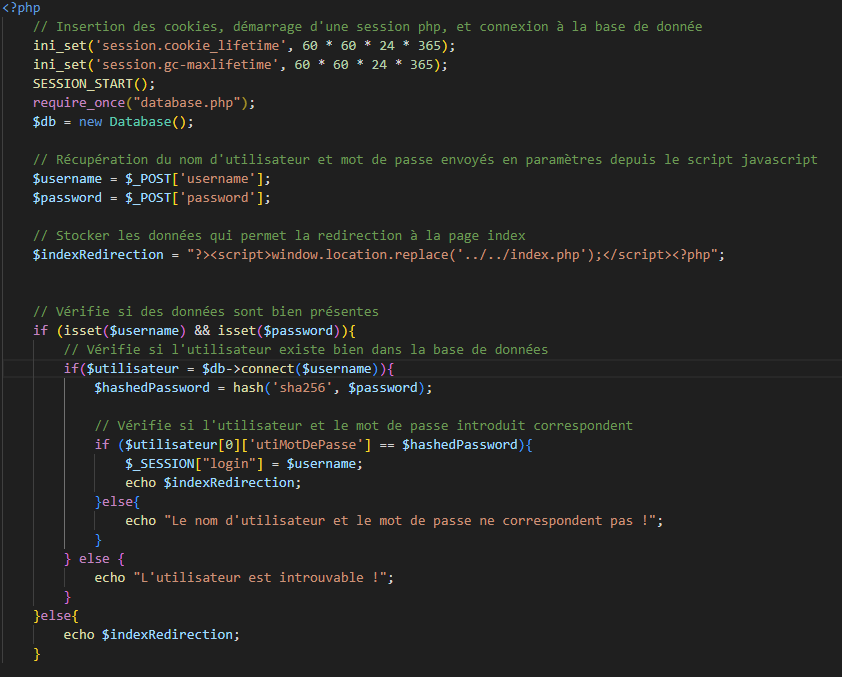 <?php
// Insertion des cookies, démarrage d'une session php, et connexion à la base de donnée
ini_set('session.cookie_lifetime', 60 * 60 * 24 * 365);
ini_set('session.gc-maxlifetime', 60 * 60 * 24 * 365);
SESSION_START();
require_once("database.php");
$db = new Database();
// Récupération du nom d'utilisateur et mot de passe envoyés en paramètres depuis le script javascript
$username = $_POST['username'];
$password = $_POST['password'];
// Stocker les données qui permet la redirection à la page index
$indexRedirection = "?><script>window.location.replace('../../index.php');</script><?php";
// Vérifie si des données sont bien présentes
if (isset($username) && isset($password)){
// Vérifie si l'utilisateur existe bien dans la base de données
if($utilisateur = $db->connect($username)){
$hashedPassword = hash('sha256', $password);
// Vérifie si l'utilisateur et le mot de passe introduit correspondent
if ($utilisateur[0]['utiMotDePasse'] == $hashedPassword){
$_SESSION["login"] = $username;
echo $indexRedirection;
}else{
echo "Le nom d'utilisateur et le mot de passe ne correspondent pas !";
}
} else {
echo "L'utilisateur est introuvable !";
}
}else{
echo $indexRedirection;
}